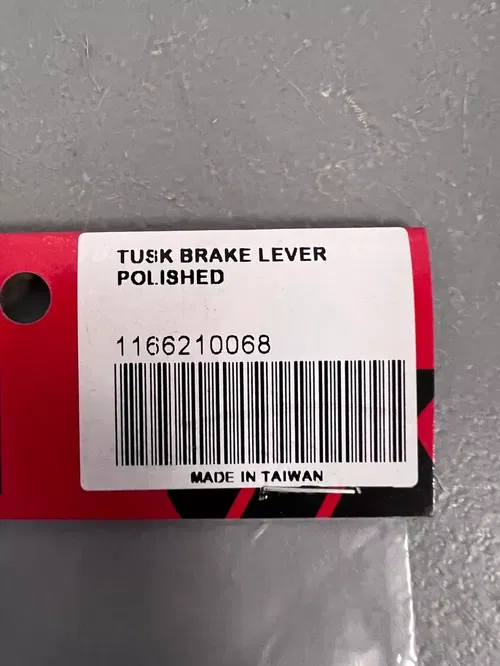 TUSK BRAKE LEVER
POLISHED
1166210068
MADE IN TAIWAN